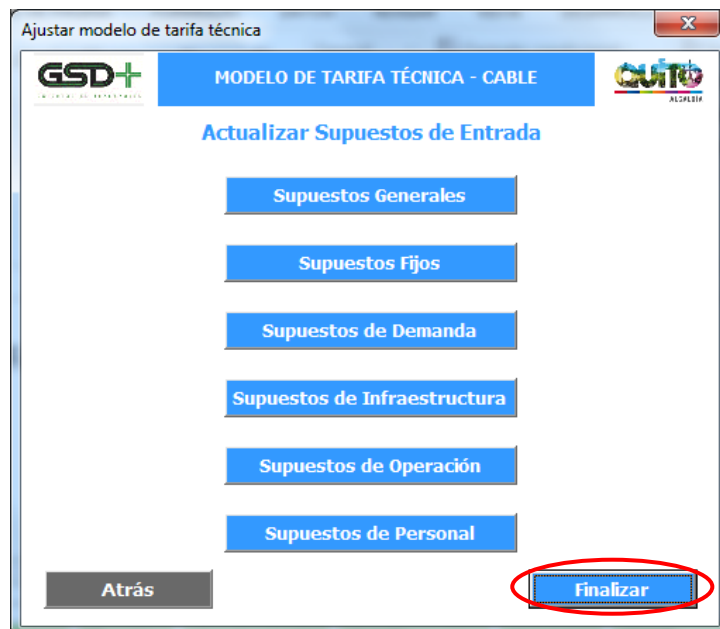 Ajustar modelo de tarifa técnica
GSD+
MODELO DE TARIFA TÉCNICA - CABLE
QUITO
ALCALDÍA
Actualizar Supuestos de Entrada
Supuestos Generales
Supuestos Fijos
Supuestos de Demanda
Supuestos de Infraestructura
Supuestos de Operación
Supuestos de Personal
Atrás
Finalizar